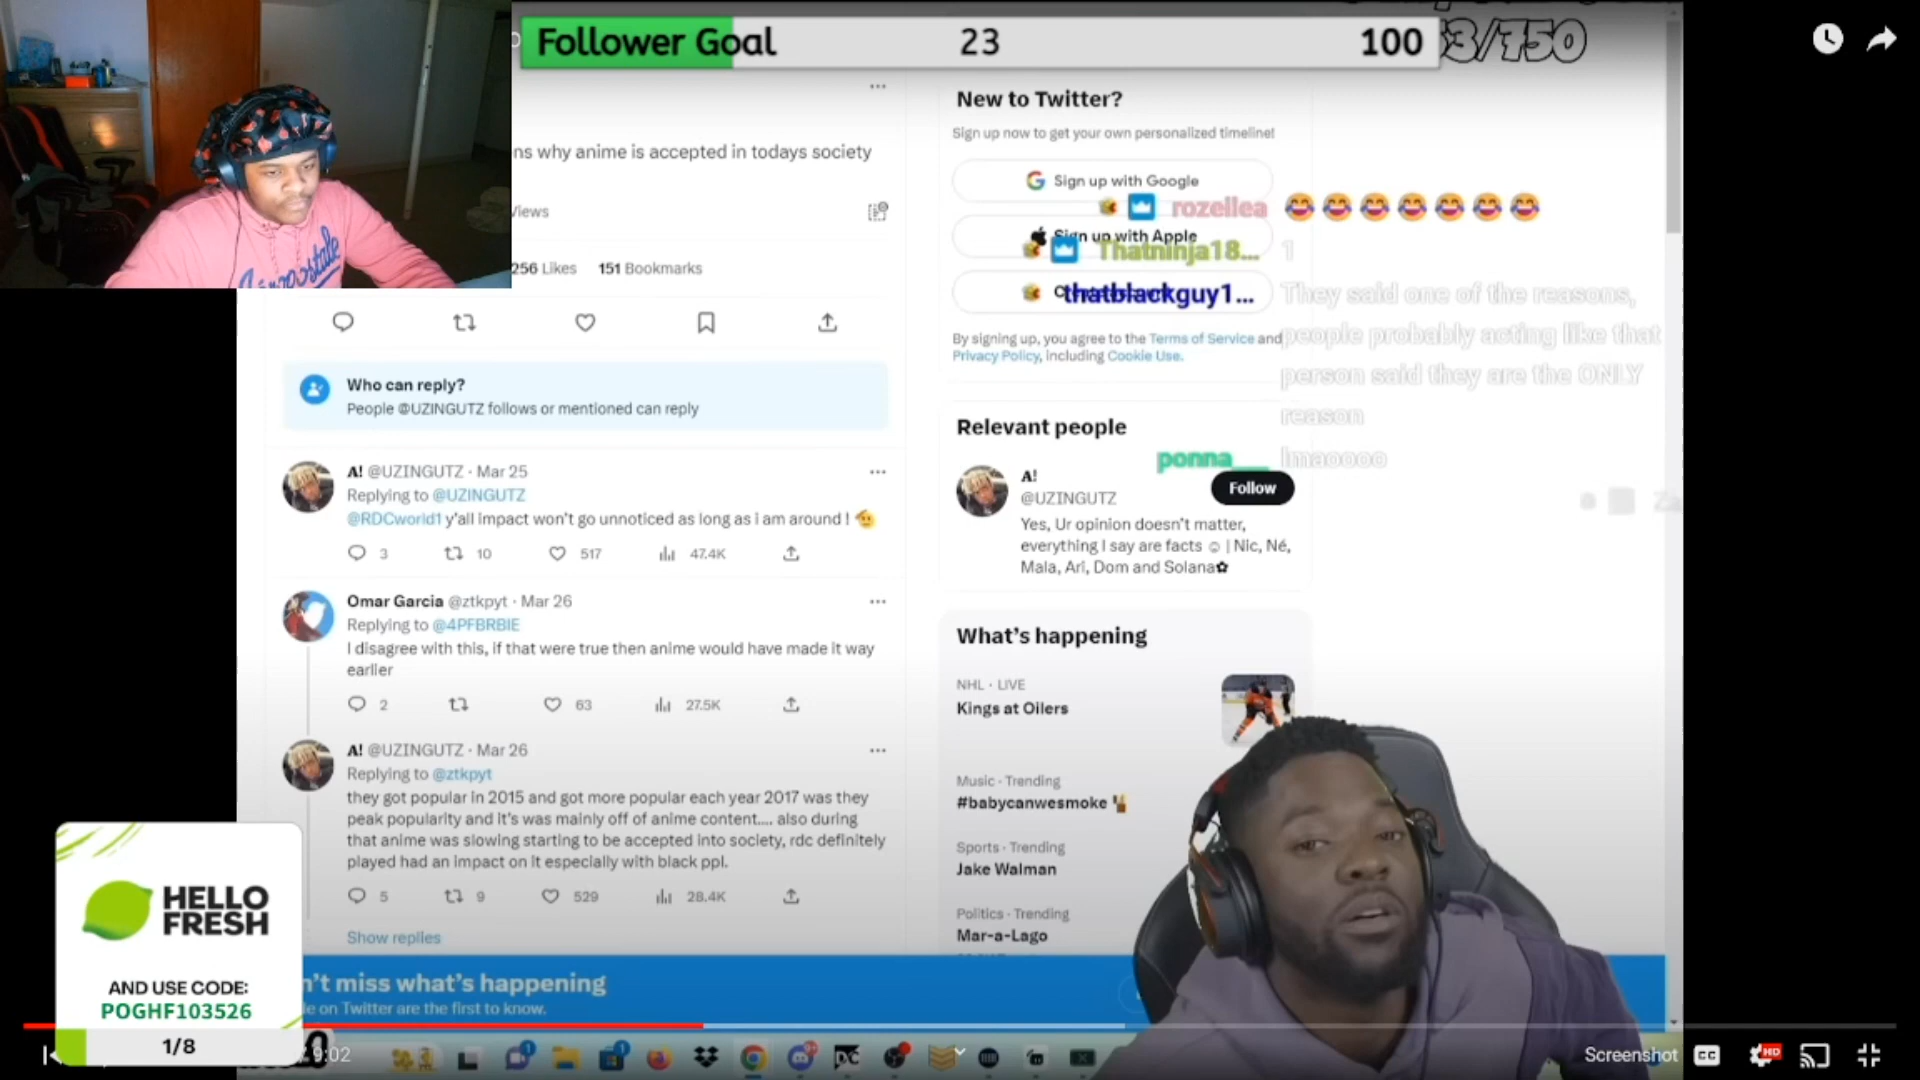 Follower Goal 23 100
3/750
ns why anime is accepted in todays society
Views
256 Likes 151 Bookmarks
Who can reply?
People @UZINGUTZ follows or mentioned can reply
A! @UZINGUTZ · Mar 25
Replying to @UZINGUTZ
@RDCworld1 y'all impact won't go unnoticed as long as i am around ! 🫡
3 10 517 47.4K
Omar Garcia @ztkpyt · Mar 26
Replying to @4PFBRBIE
I disagree with this, if that were true then anime would have made it way
earlier
2 63 27.5K
A! @UZINGUTZ · Mar 26
Replying to @ztkpyt
they got popular in 2015 and got more popular each year 2017 was they
peak popularity and it's was mainly off of anime content.... also during
that anime was slowing starting to be accepted into society, rdc definitely
played had an impact on it especially with black ppl.
5 9 529 28.4K
Show replies
New to Twitter?
Sign up now to get your own personalized timeline!
Sign up with Google
rozellea 😂😂😂😂😂😂😂
Sign up with Apple
Thatninja18... 1
thatblackguy1... They said one of the reasons,
people probably acting like that
person said they are the ONLY
reason
By signing up, you agree to the Terms of Service and
Privacy Policy, including Cookie Use.
ponna__ lmaoooo
Relevant people
A!
@UZINGUTZ
Follow
Yes, Ur opinion doesn't matter,
everything I say are facts ☺ | Nic, Né,
Mala, Ari, Dom and Solana✿
What's happening
NHL · LIVE
Kings at Oilers
Music · Trending
#babycanwesmoke
Sports · Trending
Jake Walman
Politics · Trending
Mar-a-Lago
n't miss what's happening
le on Twitter are the first to know.
HELLO
FRESH
AND USE CODE:
POGHF103526
1/8
9:02
Screenshot
CC
HD